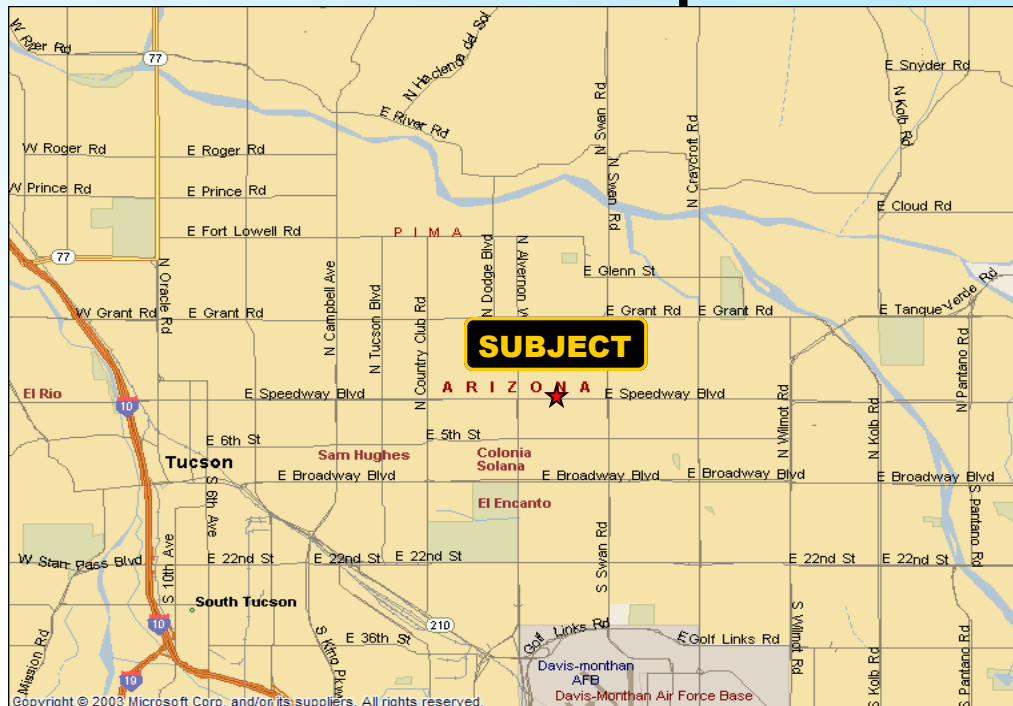 W River Rd
77
N Hacienda del Sol
E Snyder Rd
E River Rd
N Swan Rd
N Kolb Rd
W Roger Rd
E Roger Rd
N Craycroft Rd
W Prince Rd
E Prince Rd
N Swan Rd
E Cloud Rd
E Fort Lowell Rd
PIMA
77
N Oracle Rd
N Campbell Ave
N Tucson Blvd
N Country Club Rd
N Dodge Blvd
N Alvernon W
E Glenn St
W Grant Rd
E Grant Rd
E Grant Rd
E Grant Rd
E Tanque Verde Rd
SUBJECT
N Pantano Rd
El Rio
10
E Speedway Blvd
ARIZONA
E Speedway Blvd
N Wilmot Rd
N Kolb Rd
E 6th St
E 5th St
Tucson
Sam Hughes
Colonia
Solana
E Broadway Blvd
E Broadway Blvd
E Broadway Blvd
E Broadway Blvd
S 6th Ave
El Encanto
S Pantano Rd
W Starr Pass Blvd
E 22nd St
E 22nd St
E 22nd St
E 22nd St
E 22nd St
S 10th Ave
S Swan Rd
South Tucson
10
E 36th St
210
Golf Links Rd
E Golf Links Rd
S Wilmot Rd
Mission Rd
S King Pkwy
Davis-monthan
AFB
Davis-Monthan Air Force Base
19
S Kolb Rd
S Pantano Rd
Copyright © 2003 Microsoft Corp. and/or its suppliers. All rights reserved.